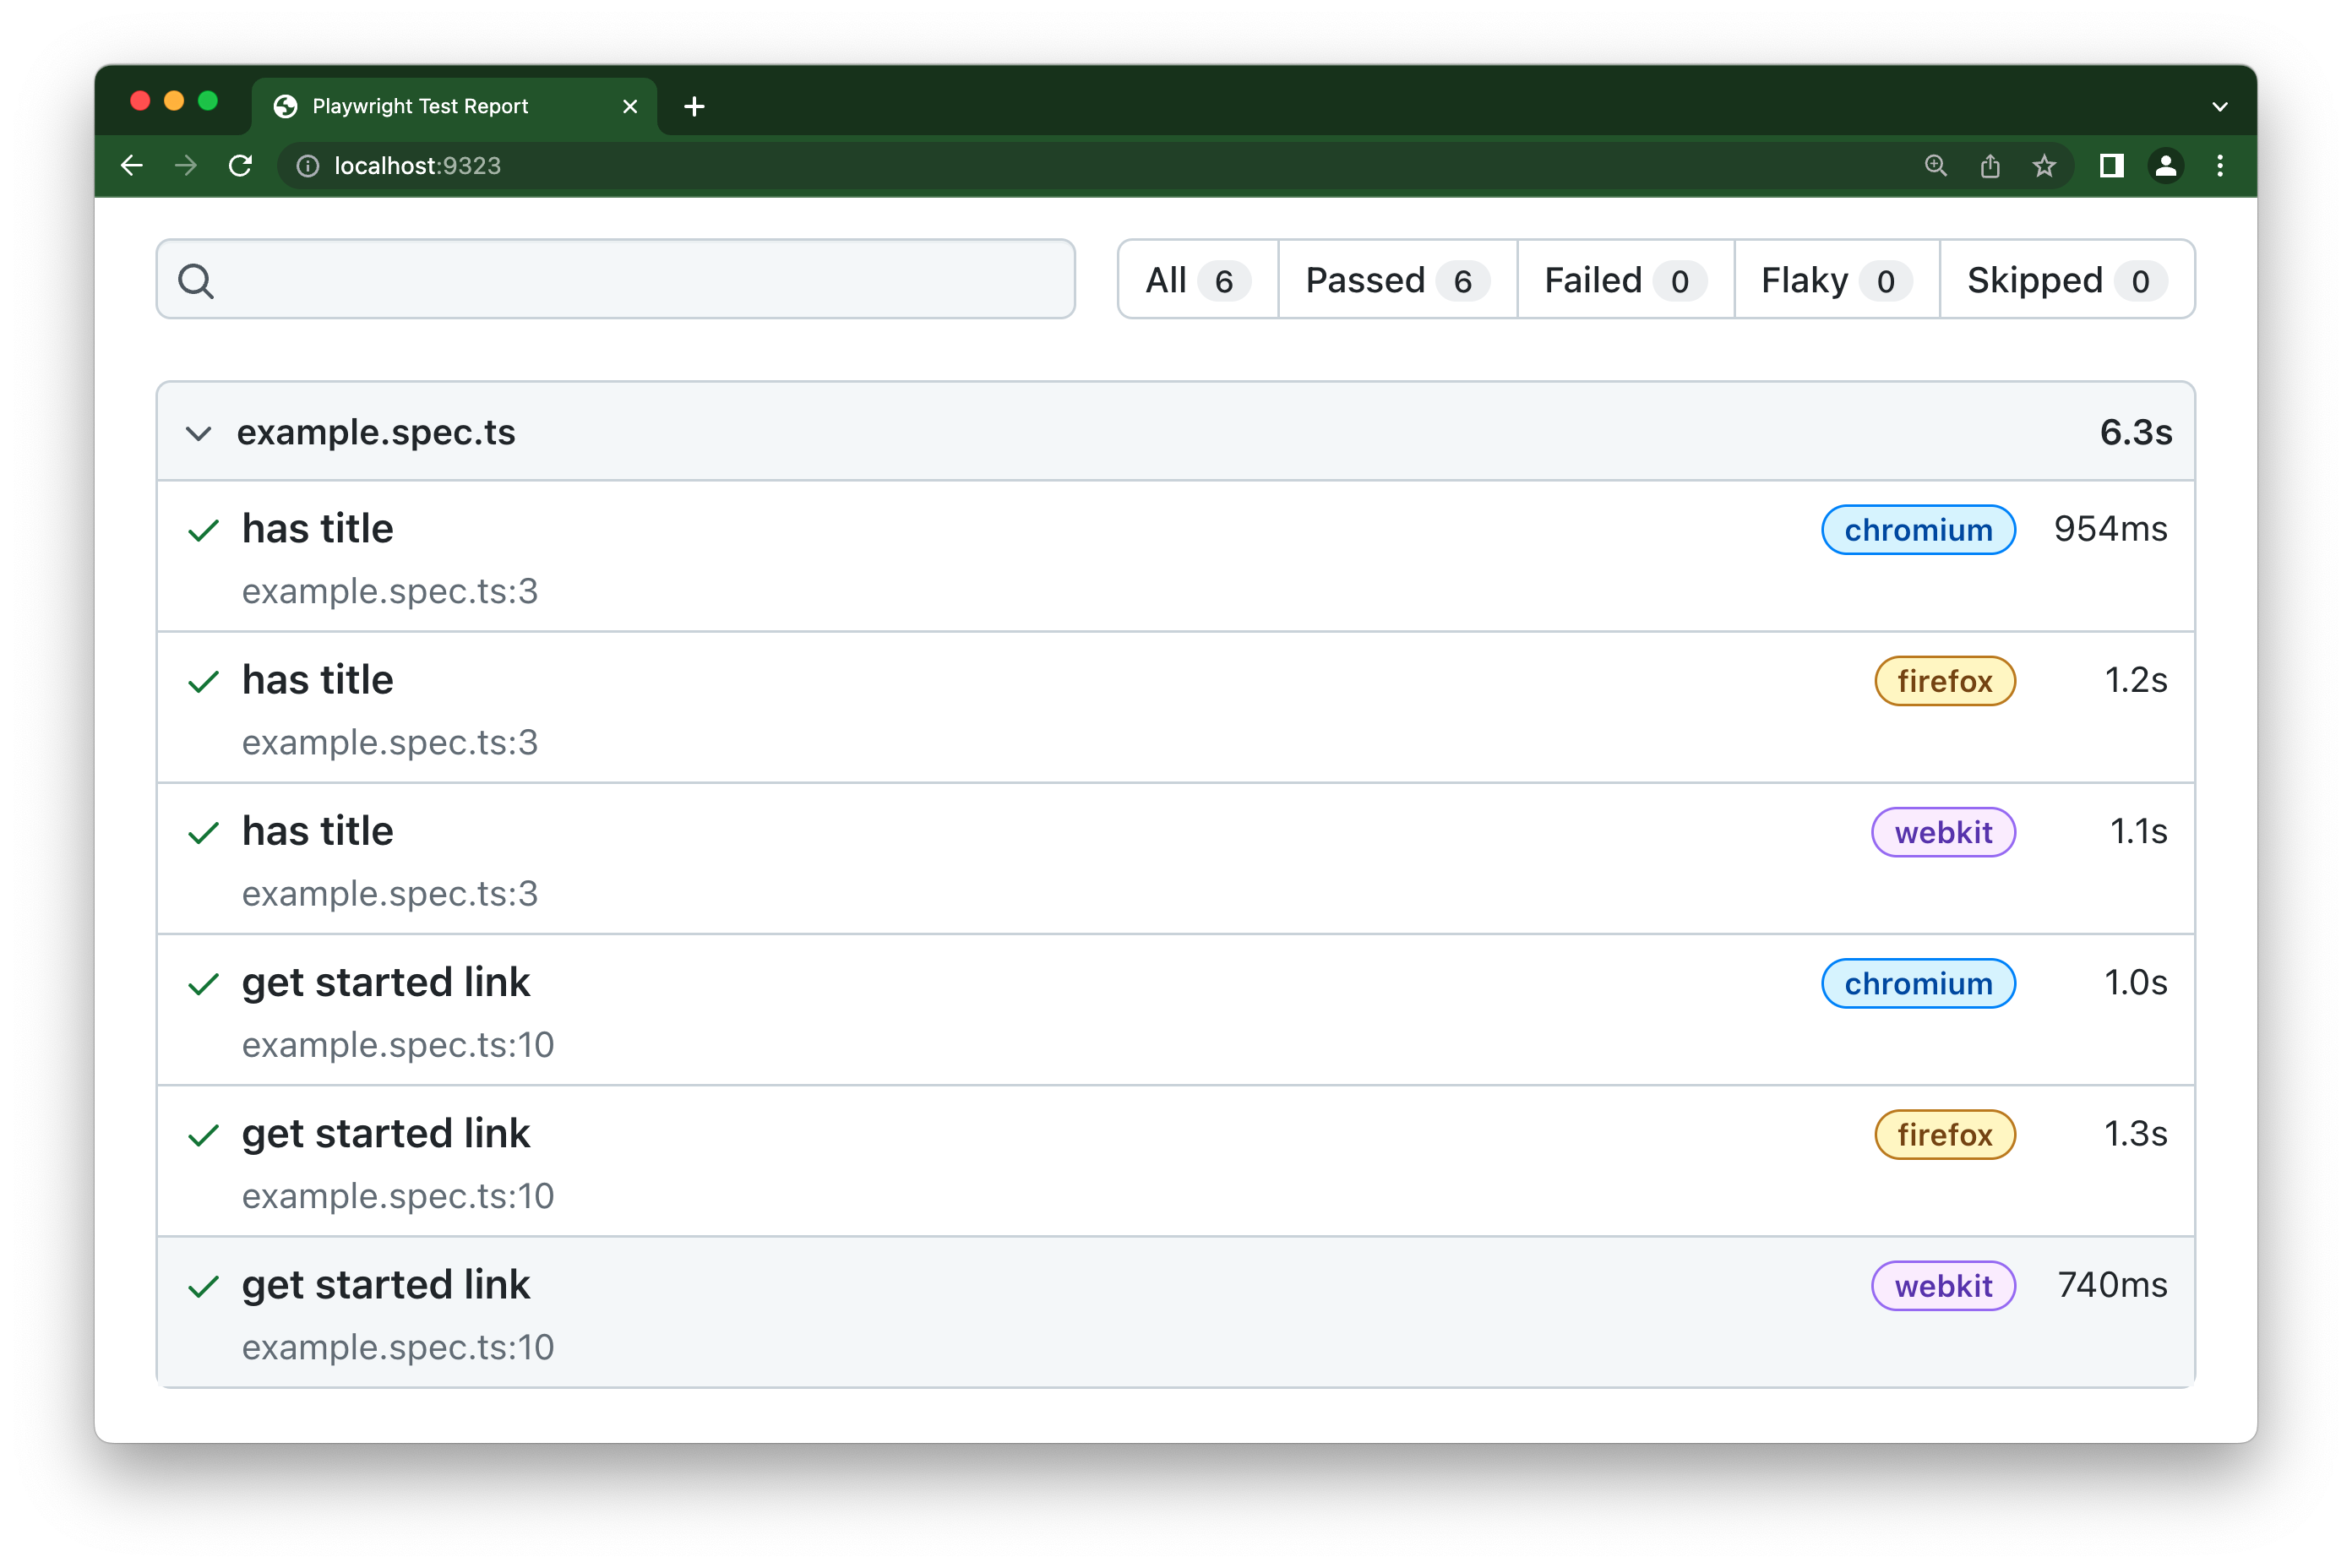 Playwright Test Report
localhost:9323
All 6 Passed 6 Failed 0 Flaky 0 Skipped 0
example.spec.ts 6.3s
has title chromium 954ms
example.spec.ts:3
has title firefox 1.2s
example.spec.ts:3
has title webkit 1.1s
example.spec.ts:3
get started link chromium 1.0s
example.spec.ts:10
get started link firefox 1.3s
example.spec.ts:10
get started link webkit 740ms
example.spec.ts:10